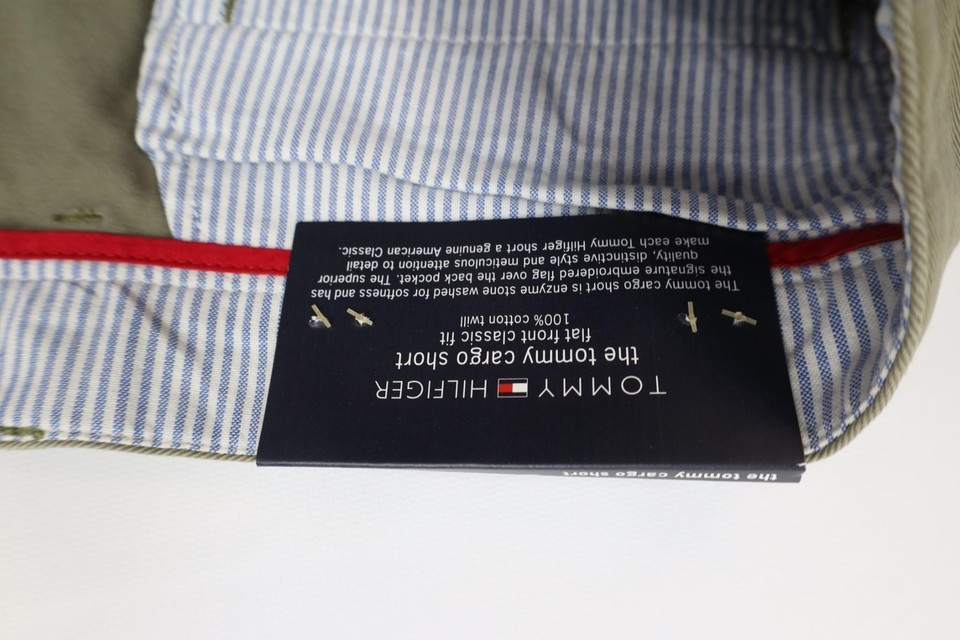 TOMMY HILFIGER
the tommy cargo short
flat front classic fit
100% cotton twill
The tommy cargo short is enzyme stone washed for softness and has
the signature embroidered flag over the back pocket. The superior
quality, distinctive style and meticulous attention to detail
make each Tommy Hilfiger short a genuine American Classic.
the tommy cargo short